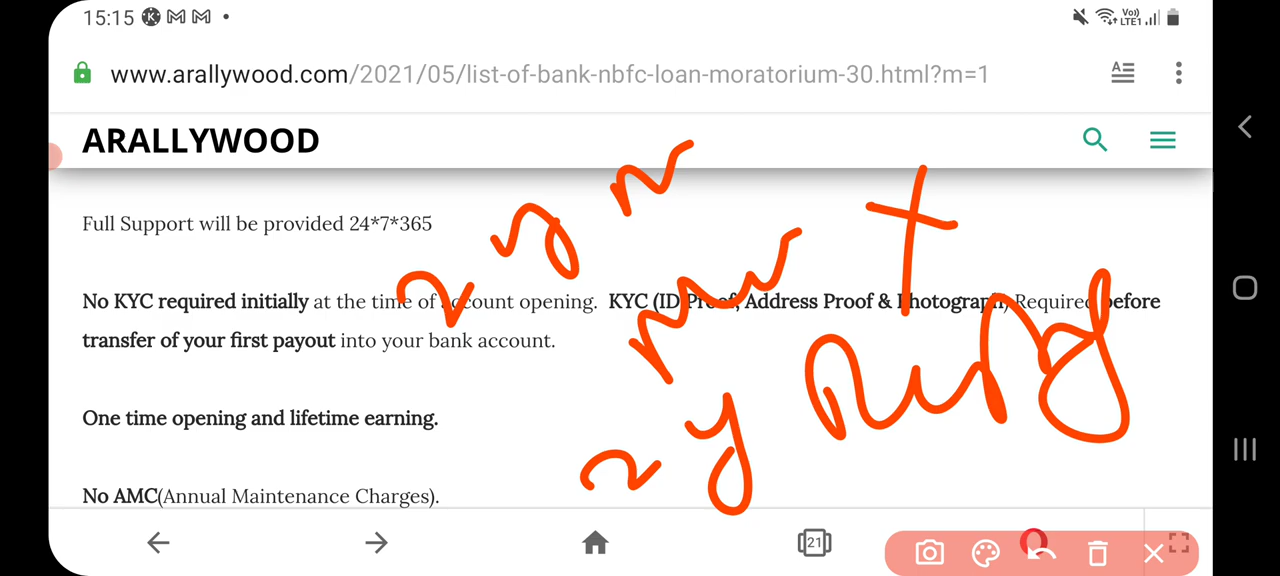 15:15
Vo)) LTE1
www.arallywood.com/2021/05/list-of-bank-nbfc-loan-moratorium-30.html?m=1
ARALLYWOOD
Full Support will be provided 24*7*365
No KYC required initially at the time of account opening. KYC (ID Proof, Address Proof & Photograph) Required before
transfer of your first payout into your bank account.
One time opening and lifetime earning.
No AMC(Annual Maintenance Charges).
21